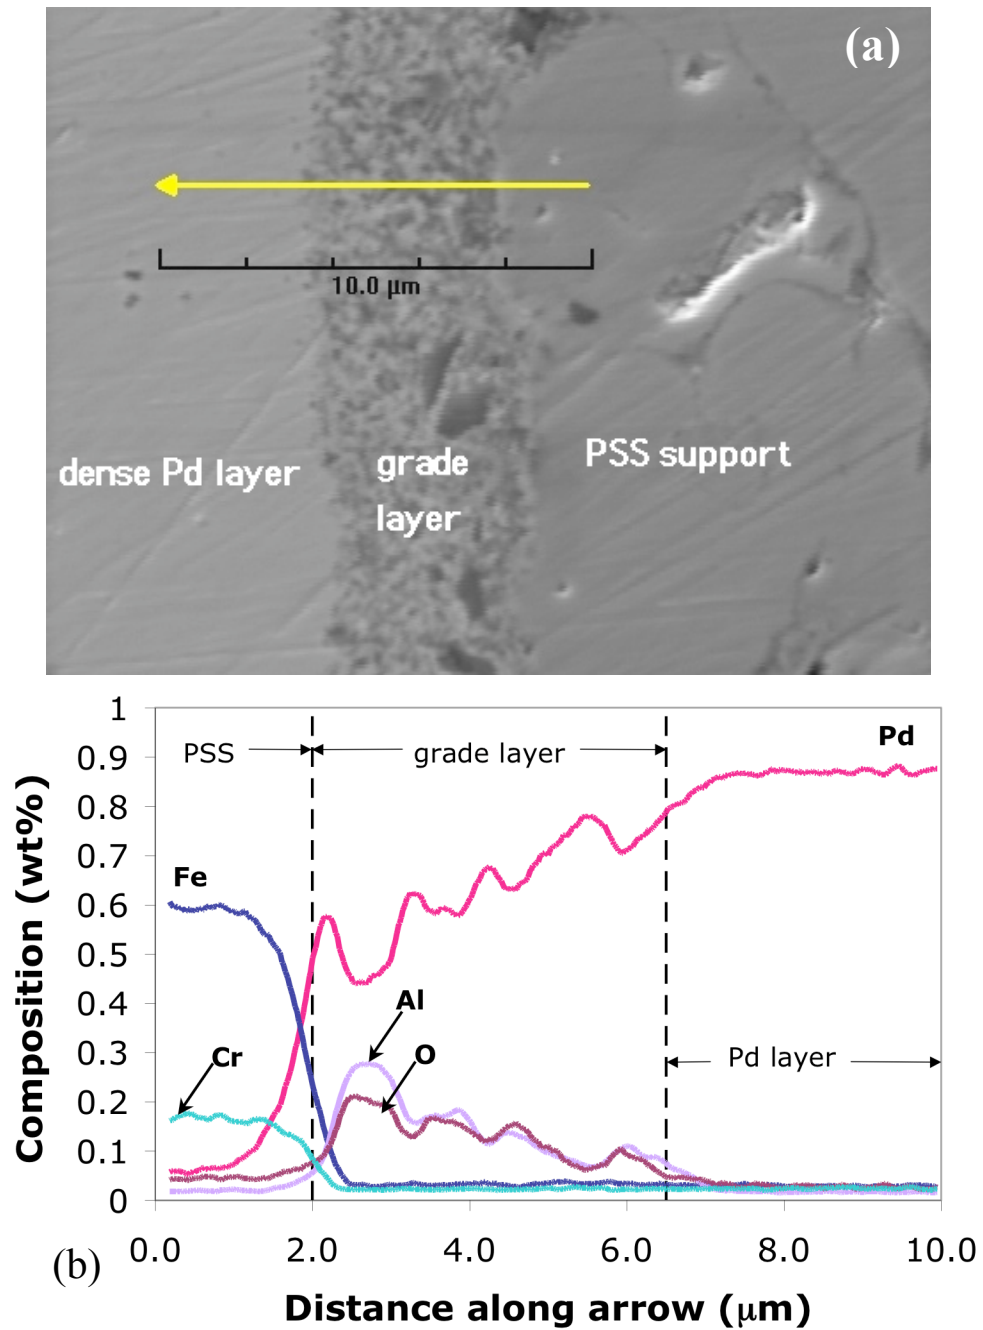 (a)
10.0 μm
dense Pd layer
grade
layer
PSS support
1
0.9
0.8
0.7
0.6
0.5
0.4
0.3
0.2
0.1
0
PSS
grade layer
Pd
Fe
Al
O
Cr
Pd layer
0.0 2.0 4.0 6.0 8.0 10.0
Composition (wt%)
Distance along arrow (μm)
(b)